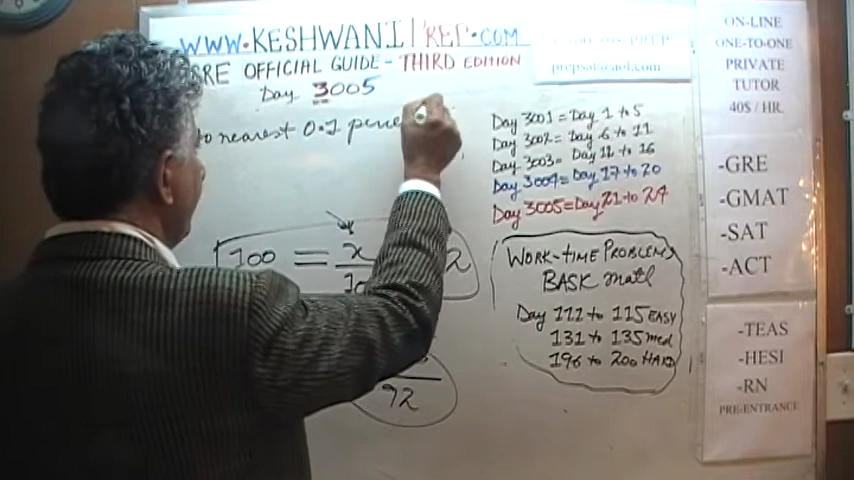 WWW.KESHWANI PREP.COM
GRE OFFICIAL GUIDE - THIRD EDITION
Day 3005
to nearest 0.1
100 = x
92
Day 3001 = Day 1 to 5
Day 3002 = Day 6 to 11
Day 3003 = Day 12 to 16
Day 3004 = Day 17 to 20
Day 3005 = Day 21 to 24
WORK-TIME PROBLEMS
BASK math
Day 111 to 115 EASY
131 to 135 med
196 to 200 HARD
ON-LINE
ONE-TO-ONE
PRIVATE
TUTOR
40$ / HR.
-GRE
-GMAT
-SAT
-ACT
-TEAS
-HESI
-RN
PRE-ENTRANCE